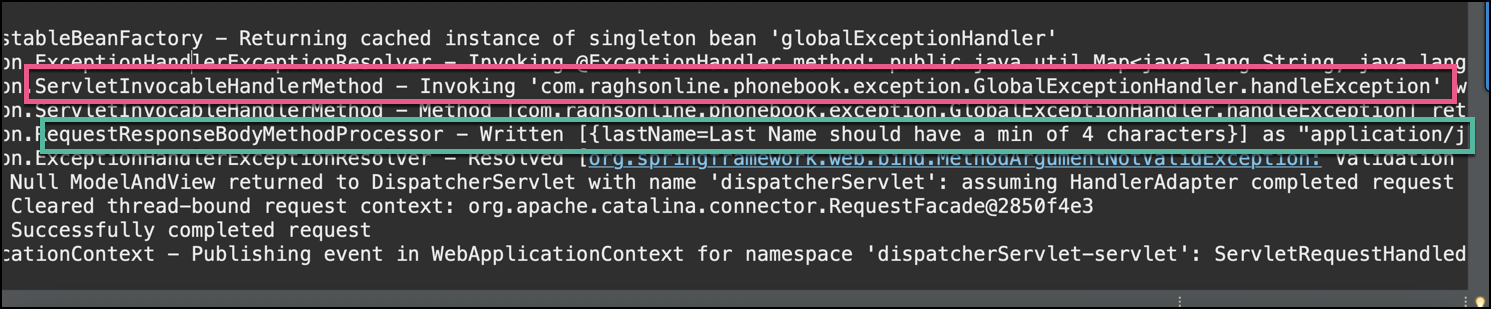 stableBeanFactory – Returning cached instance of singleton bean 'globalExceptionHandler'
on.ExceptionHandlerExceptionResolver – Invoking @ExceptionHandler method: public java.util.Map<java.lang.String, java.lang
on.ServletInvocableHandlerMethod – Invoking 'com.raghsonline.phonebook.exception.GlobalExceptionHandler.handleException' w
on.ServletInvocableHandlerMethod – Method [com.raghsonline.phonebook.exception.GlobalExceptionHandler.handleException] ret
on.RequestResponseBodyMethodProcessor – Written [{lastName=Last Name should have a min of 4 characters}] as "application/j
on.ExceptionHandlerExceptionResolver – Resolved [org.springframework.web.bind.MethodArgumentNotValidException: Validation
Null ModelAndView returned to DispatcherServlet with name 'dispatcherServlet': assuming HandlerAdapter completed request
Cleared thread-bound request context: org.apache.catalina.connector.RequestFacade@2850f4e3
Successfully completed request
cationContext – Publishing event in WebApplicationContext for namespace 'dispatcherServlet-servlet': ServletRequestHandled